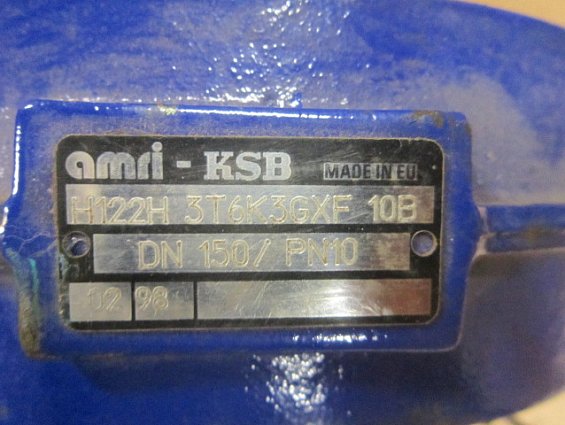 amri - KSB MADE IN EU.
H122H 3T6K3GXF 10B
DN 150/ PN10
02 98